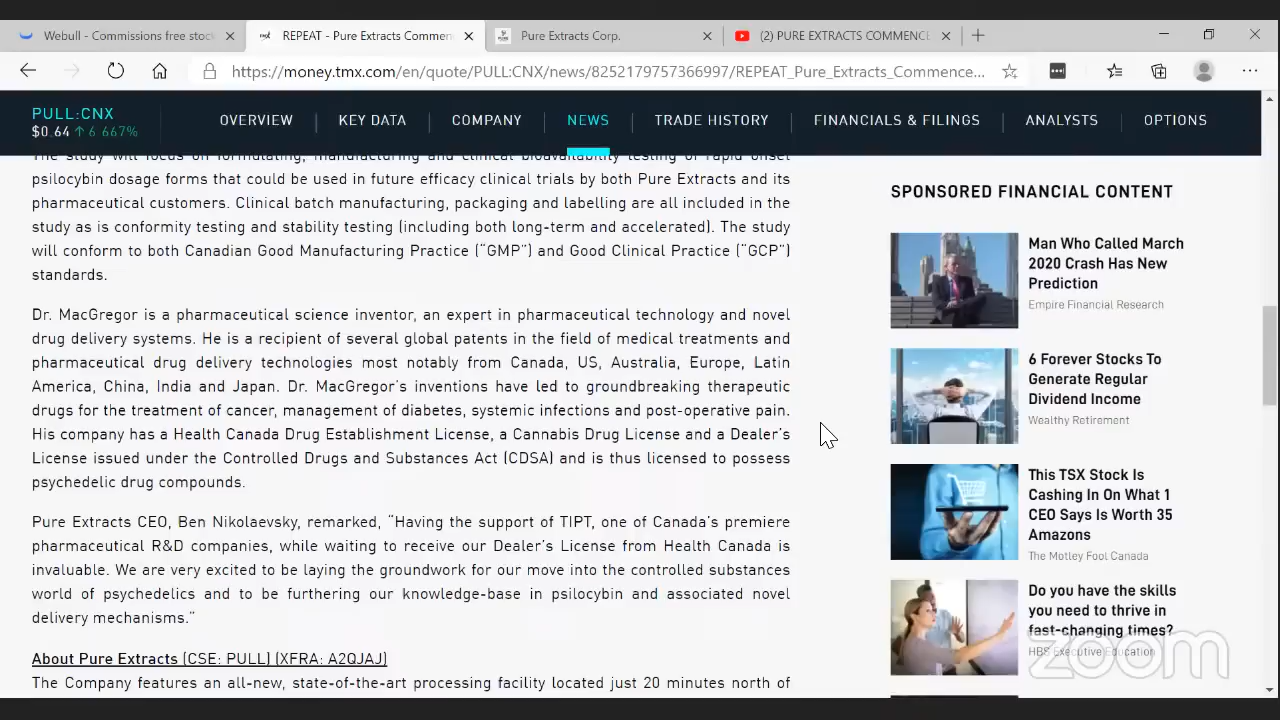 Webull - Commissions free stoc
REPEAT - Pure Extracts Commen
Pure Extracts Corp.
(2) PURE EXTRACTS COMMENCE
https://money.tmx.com/en/quote/PULL:CNX/news/8252179757366997/REPEAT_Pure_Extracts_Commence...
PULL:CNX
$0.64 ↑ 6.667%
OVERVIEW
KEY DATA
COMPANY
NEWS
TRADE HISTORY
FINANCIALS & FILINGS
ANALYSTS
OPTIONS
The study will focus on formulating, manufacturing and clinical bioavailability testing of rapid onset
psilocybin dosage forms that could be used in future efficacy clinical trials by both Pure Extracts and its
pharmaceutical customers. Clinical batch manufacturing, packaging and labelling are all included in the
study as is conformity testing and stability testing (including both long-term and accelerated). The study
will conform to both Canadian Good Manufacturing Practice (“GMP”) and Good Clinical Practice (“GCP”)
standards.
Dr. MacGregor is a pharmaceutical science inventor, an expert in pharmaceutical technology and novel
drug delivery systems. He is a recipient of several global patents in the field of medical treatments and
pharmaceutical drug delivery technologies most notably from Canada, US, Australia, Europe, Latin
America, China, India and Japan. Dr. MacGregor’s inventions have led to groundbreaking therapeutic
drugs for the treatment of cancer, management of diabetes, systemic infections and post-operative pain.
His company has a Health Canada Drug Establishment License, a Cannabis Drug License and a Dealer’s
License issued under the Controlled Drugs and Substances Act (CDSA) and is thus licensed to possess
psychedelic drug compounds.
Pure Extracts CEO, Ben Nikolaevsky, remarked, “Having the support of TIPT, one of Canada’s premiere
pharmaceutical R&D companies, while waiting to receive our Dealer’s License from Health Canada is
invaluable. We are very excited to be laying the groundwork for our move into the controlled substances
world of psychedelics and to be furthering our knowledge-base in psilocybin and associated novel
delivery mechanisms.”
About Pure Extracts (CSE: PULL) (XFRA: A2QJAJ)
The Company features an all-new, state-of-the-art processing facility located just 20 minutes north of
SPONSORED FINANCIAL CONTENT
Man Who Called March
2020 Crash Has New
Prediction
Empire Financial Research
6 Forever Stocks To
Generate Regular
Dividend Income
Wealthy Retirement
This TSX Stock Is
Cashing In On What 1
CEO Says Is Worth 35
Amazons
The Motley Fool Canada
Do you have the skills
you need to thrive in
fast-changing times?
HBS Executive Education
zoom